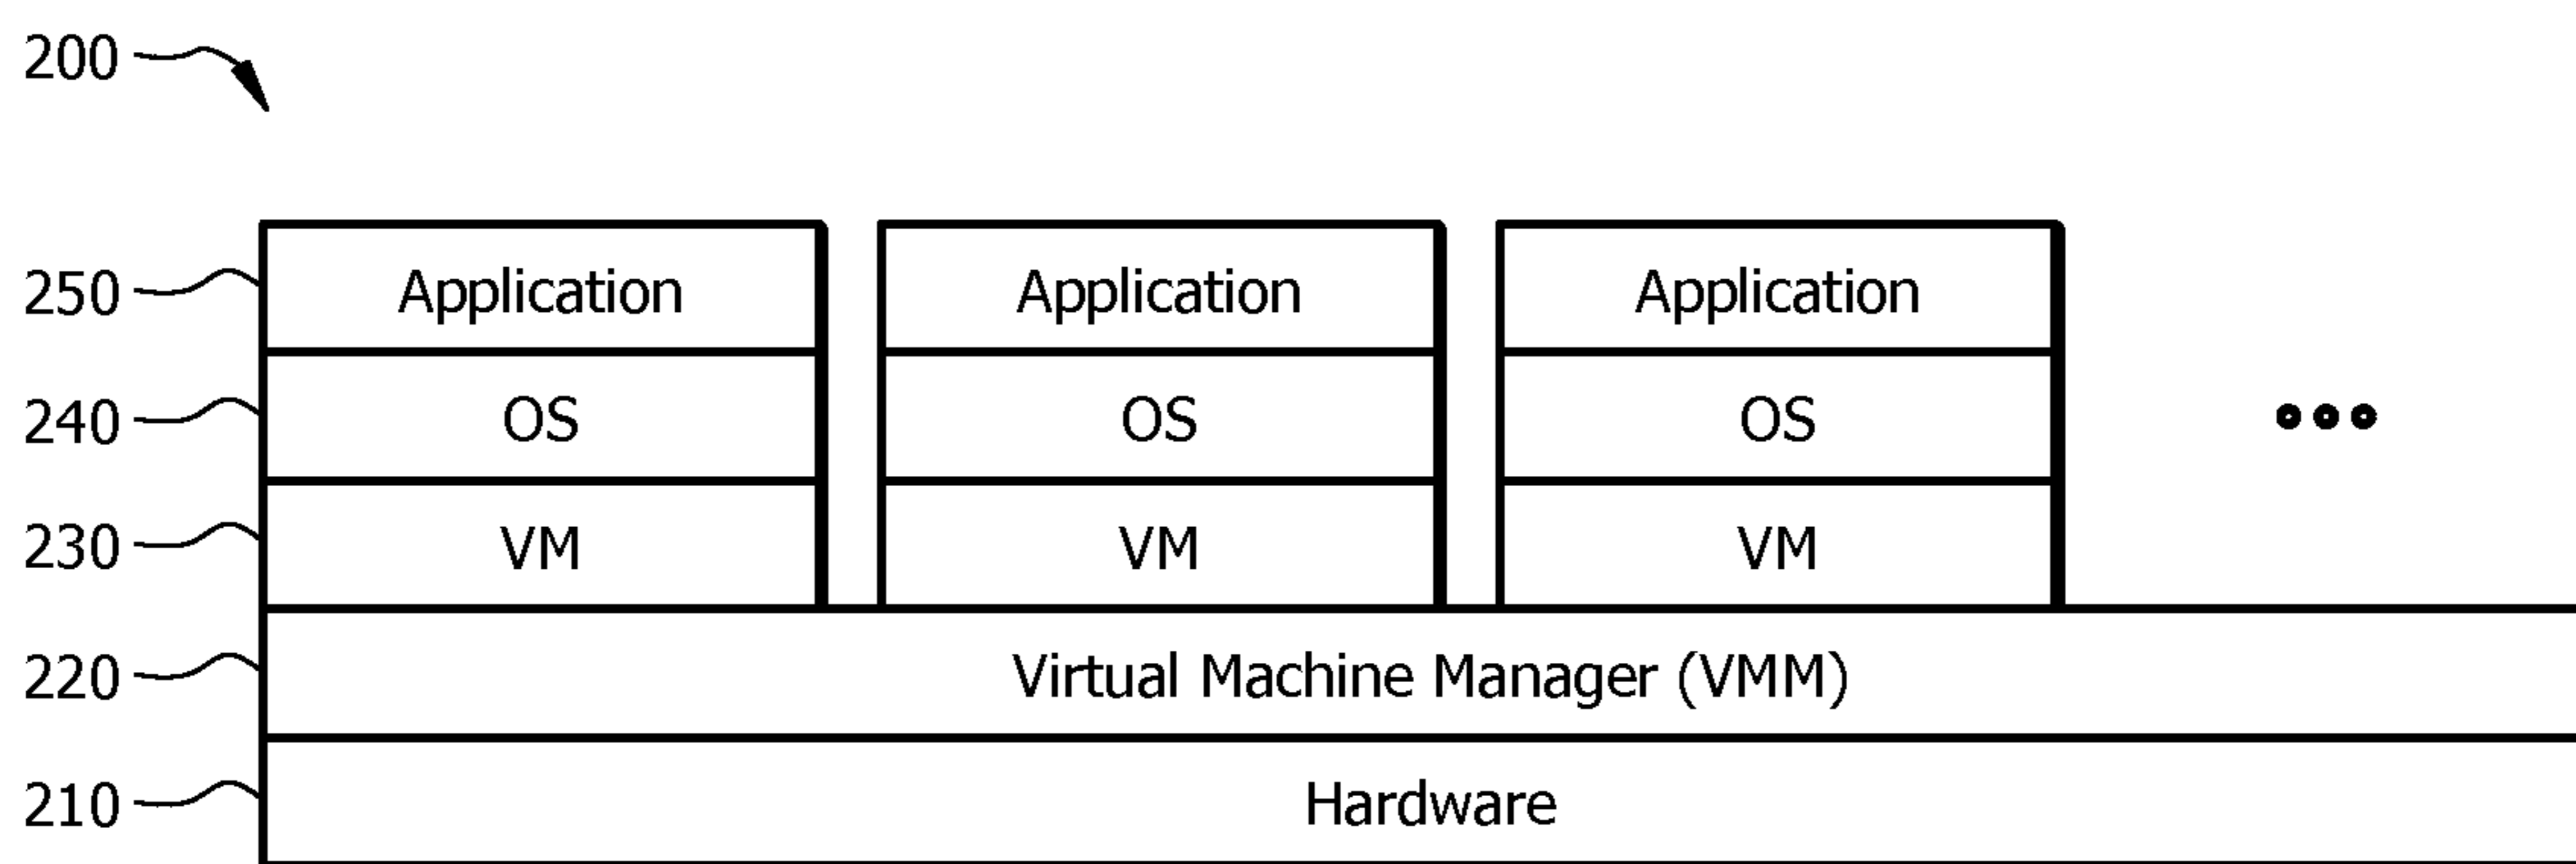 200
250 Application Application Application
240 OS OS OS
230 VM VM VM
220 Virtual Machine Manager (VMM)
210 Hardware